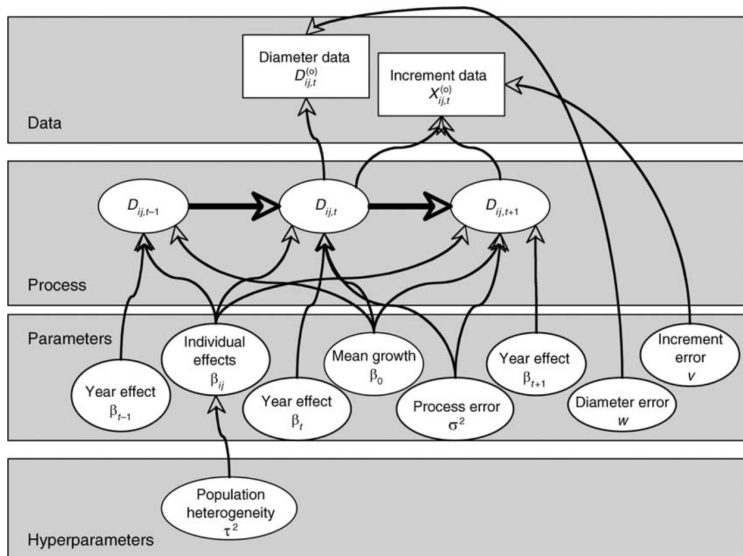 Diameter data
D_{ij,t}^{(o)}
Increment data
X_{ij,t}^{(o)}
Data
D_{ij,t−1}
D_{ij,t}
D_{ij,t+1}
Process
Parameters
Individual
effects
β_{ij}
Mean growth
β_0
Year effect
β_{t+1}
Increment
error
v
Year effect
β_{t−1}
Year effect
β_t
Process error
σ^2
Diameter error
w
Population
heterogeneity
τ^2
Hyperparameters